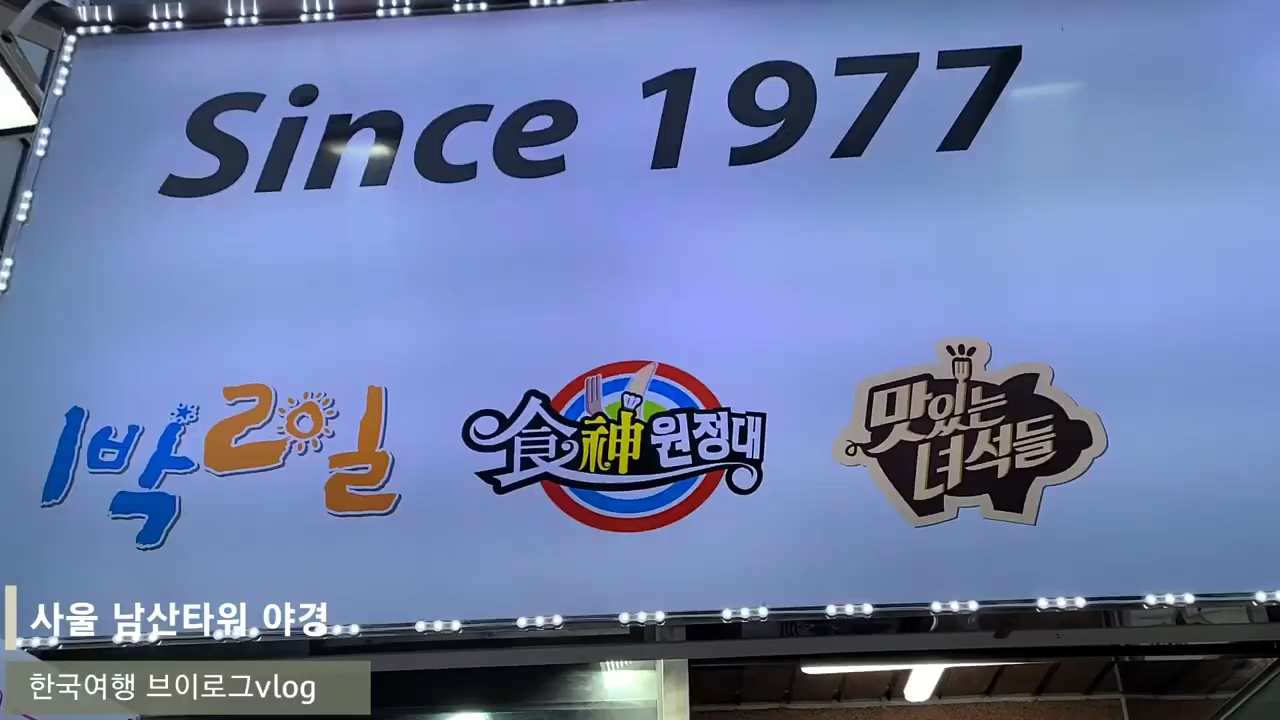 Since 1977
1박2일
食神원정대
맛있는
녀석들
사울 남산타워 야경
한국여행 브이로그vlog